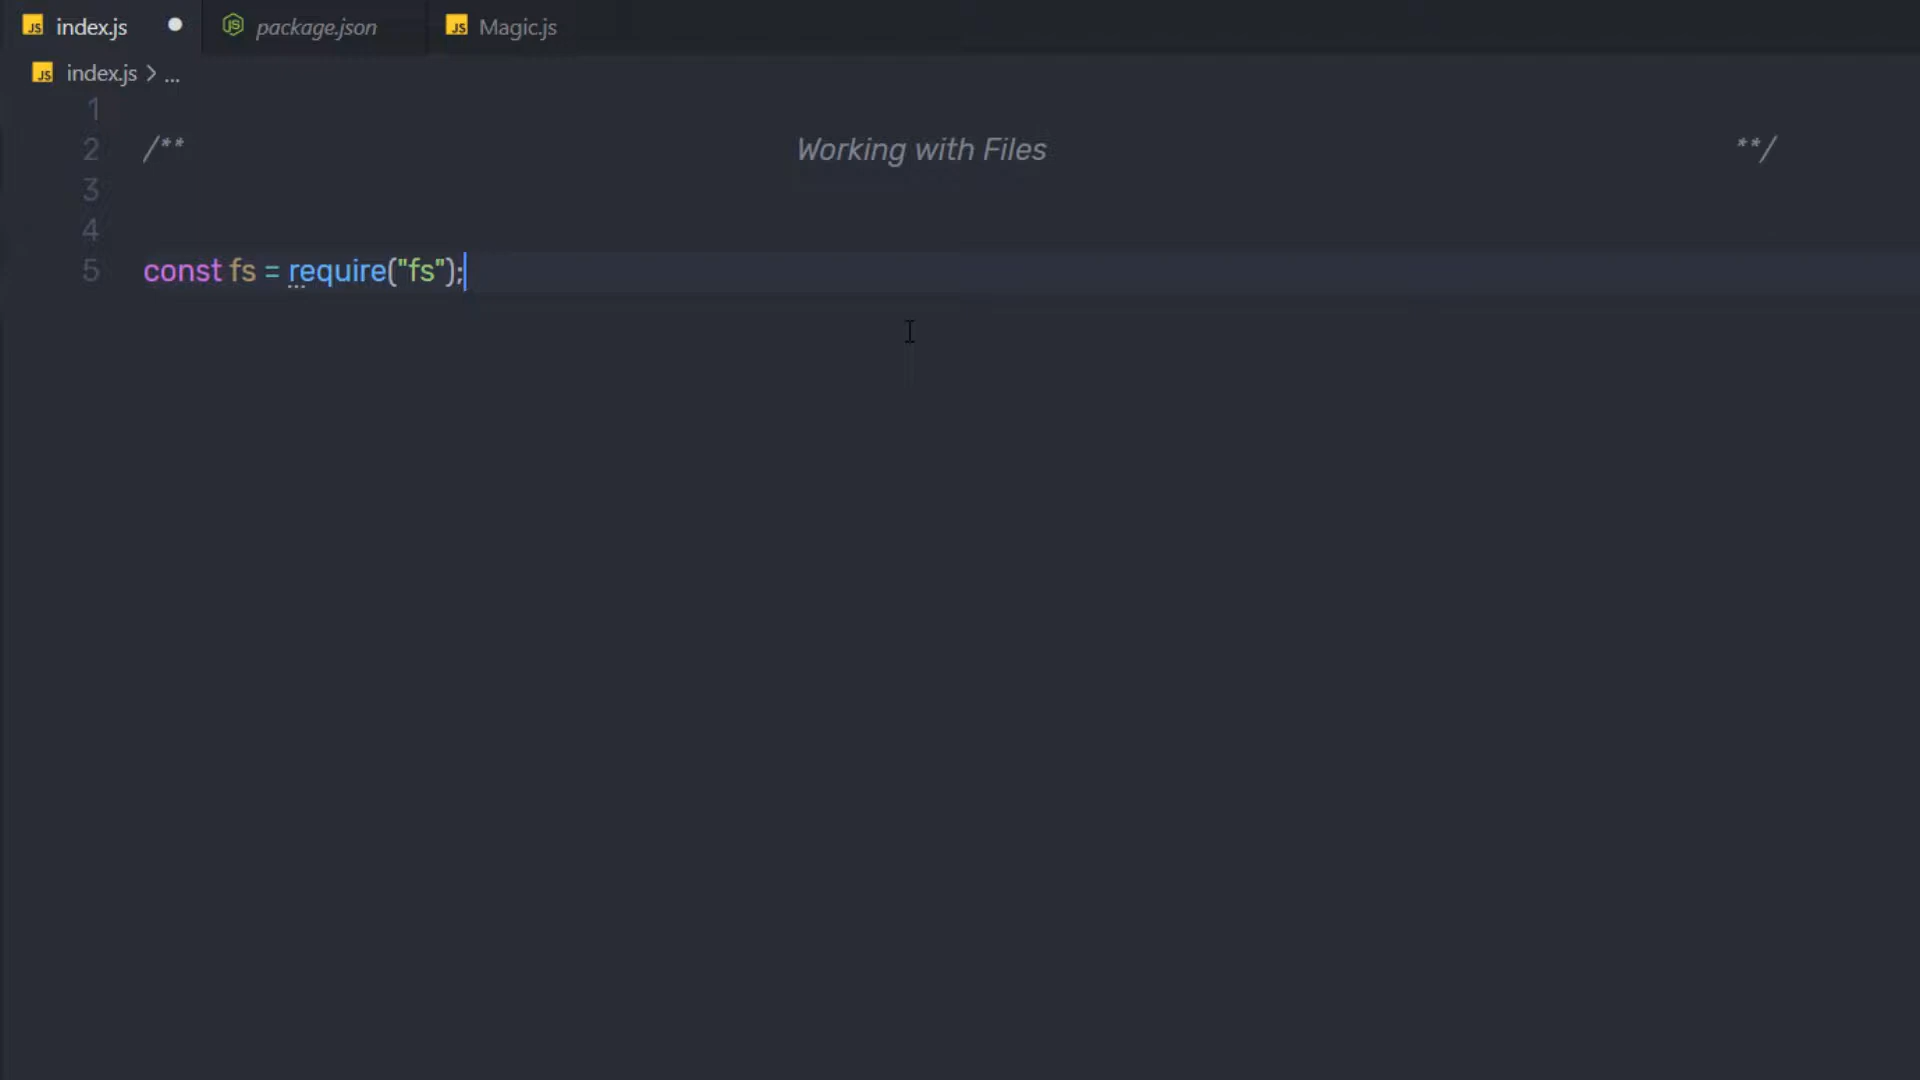 index.js package.json Magic.js
index.js > ...
1
2 /** Working with Files **/
3
4
5 const fs = require("fs");